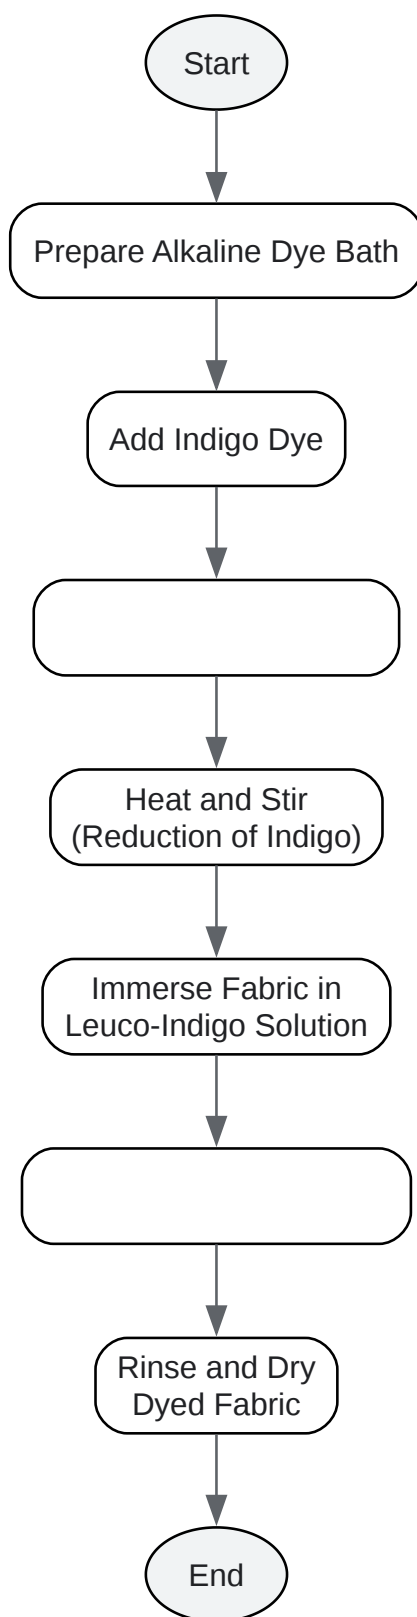 Start
Prepare Alkaline Dye Bath
Add Indigo Dye
Heat and Stir
(Reduction of Indigo)
Immerse Fabric in
Leuco-Indigo Solution
Rinse and Dry
Dyed Fabric
End